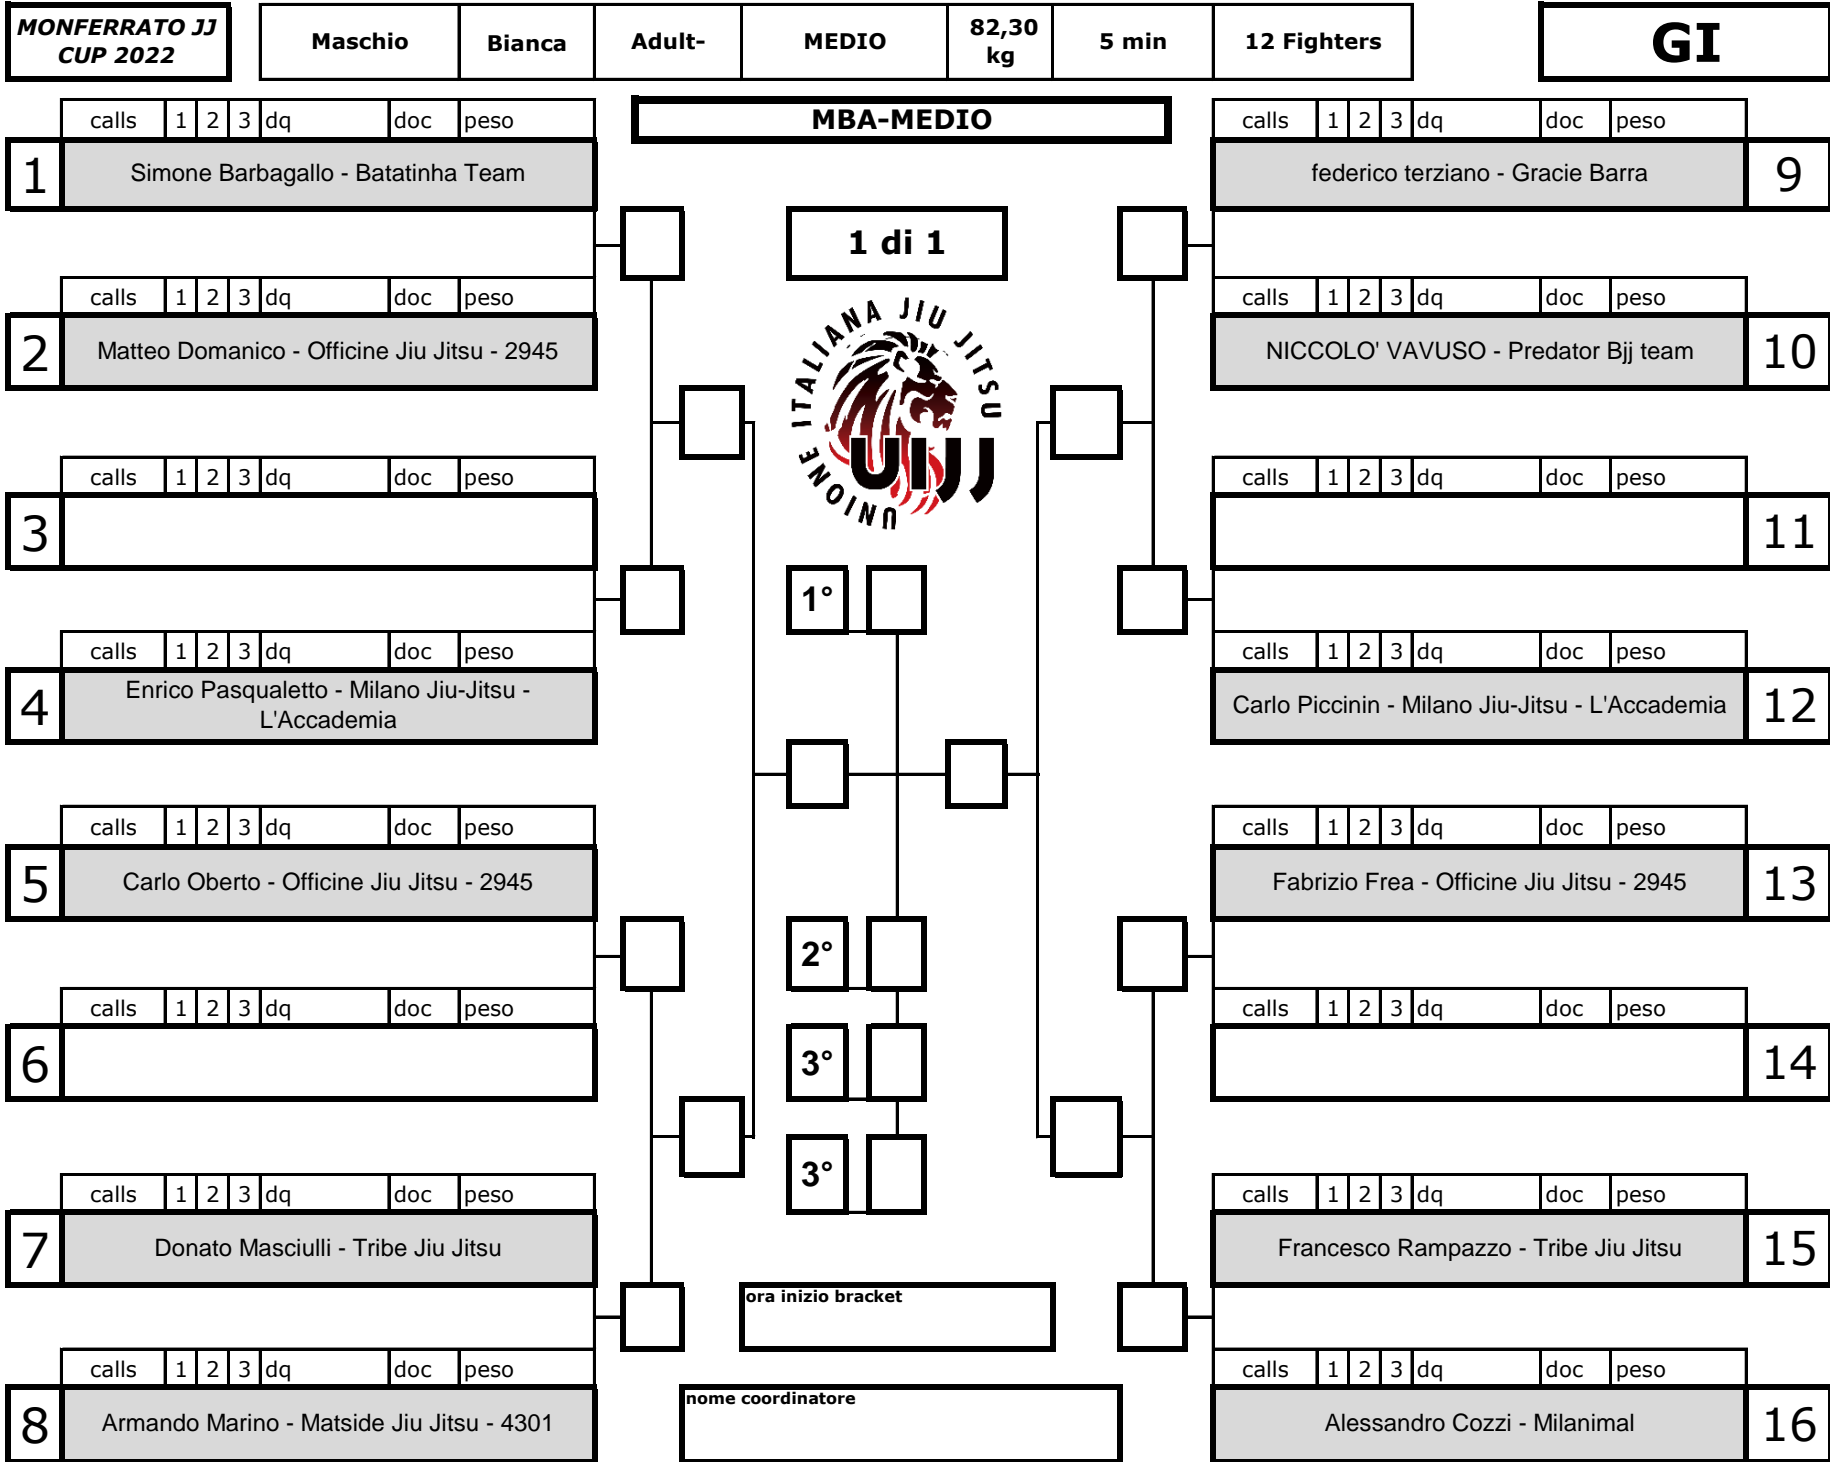 MONFERRATO JJ
CUP 2022
Maschio
Bianca
Adult-
MEDIO
82,30
kg
5 min
12 Fighters
GI
MBA-MEDIO
1 di 1
UNIONE ITALIANA JIU JITSU
UIJJ
calls 1 2 3 dq doc peso
1 Simone Barbagallo - Batatinha Team
calls 1 2 3 dq doc peso
2 Matteo Domanico - Officine Jiu Jitsu - 2945
calls 1 2 3 dq doc peso
3
calls 1 2 3 dq doc peso
4 Enrico Pasqualetto - Milano Jiu-Jitsu -
L'Accademia
calls 1 2 3 dq doc peso
5 Carlo Oberto - Officine Jiu Jitsu - 2945
calls 1 2 3 dq doc peso
6
calls 1 2 3 dq doc peso
7 Donato Masciulli - Tribe Jiu Jitsu
calls 1 2 3 dq doc peso
8 Armando Marino - Matside Jiu Jitsu - 4301
1°
2°
3°
3°
ora inizio bracket
nome coordinatore
calls 1 2 3 dq doc peso
federico terziano - Gracie Barra 9
calls 1 2 3 dq doc peso
NICCOLO' VAVUSO - Predator Bjj team 10
calls 1 2 3 dq doc peso
11
calls 1 2 3 dq doc peso
Carlo Piccinin - Milano Jiu-Jitsu - L'Accademia 12
calls 1 2 3 dq doc peso
Fabrizio Frea - Officine Jiu Jitsu - 2945 13
calls 1 2 3 dq doc peso
14
calls 1 2 3 dq doc peso
Francesco Rampazzo - Tribe Jiu Jitsu 15
calls 1 2 3 dq doc peso
Alessandro Cozzi - Milanimal 16